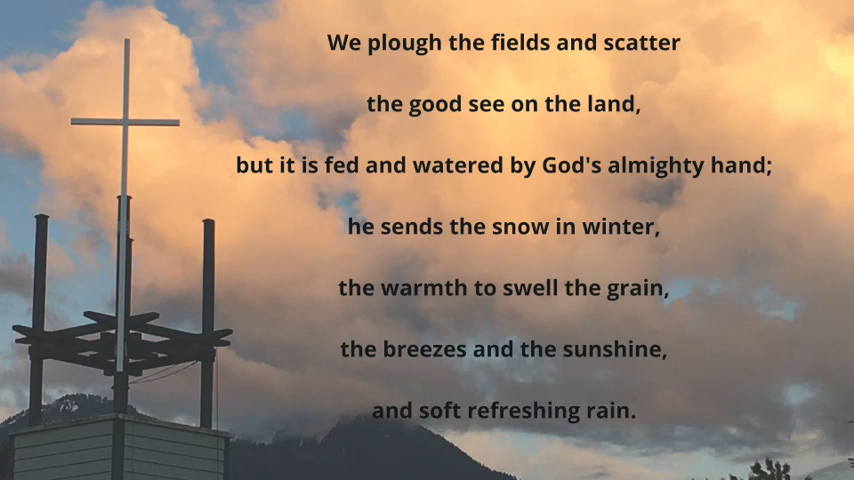 We plough the fields and scatter
the good see on the land,
but it is fed and watered by God's almighty hand;
he sends the snow in winter,
the warmth to swell the grain,
the breezes and the sunshine,
and soft refreshing rain.